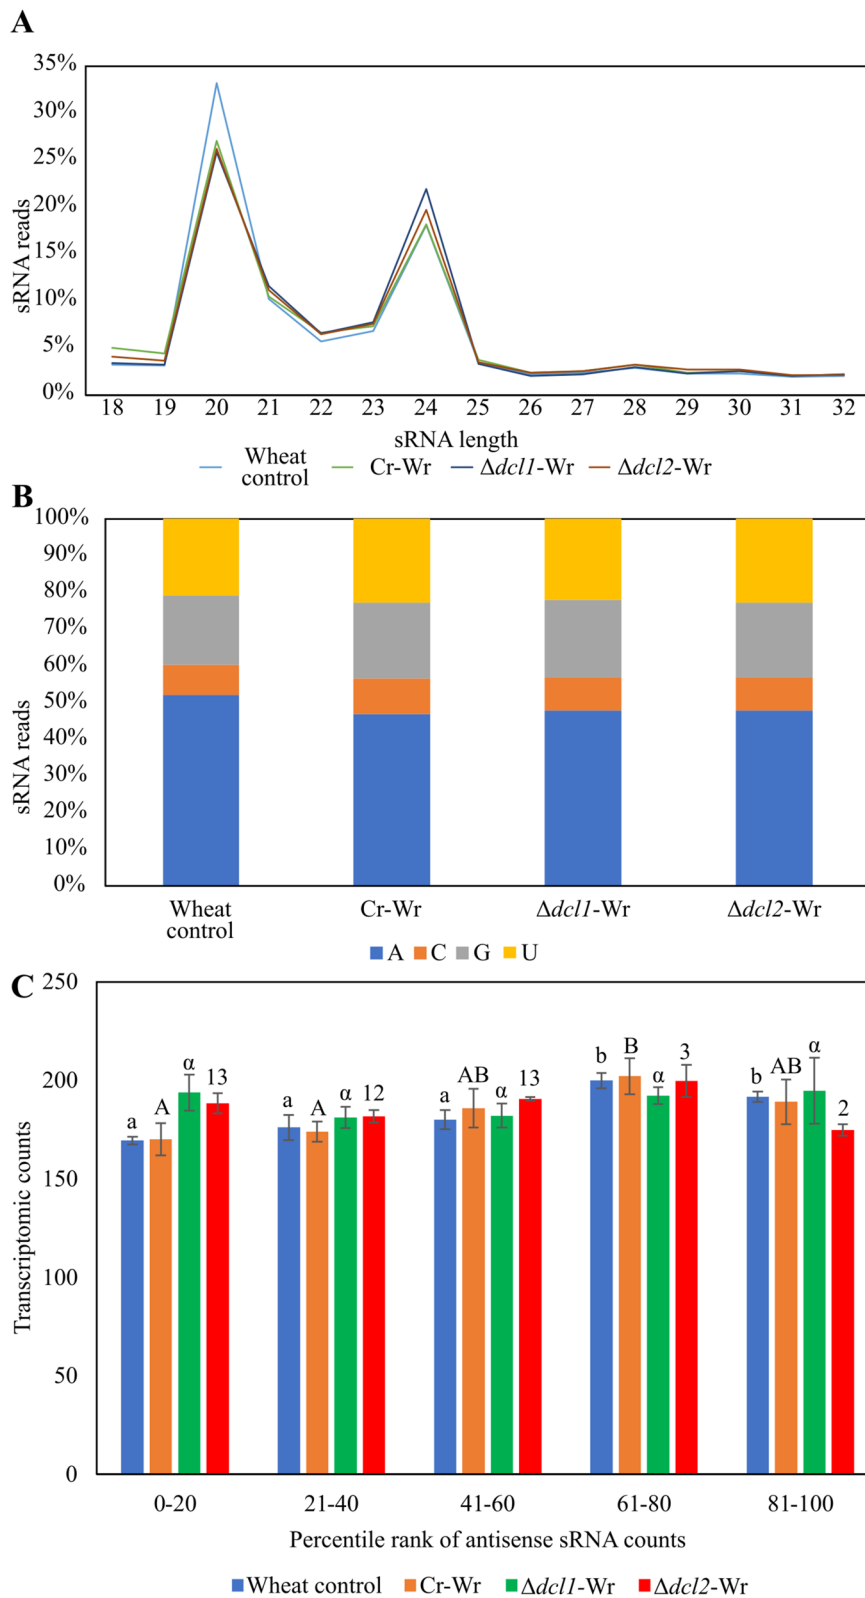 A
35%
30%
25%
20%
15%
10%
5%
0%
sRNA reads
18 19 20 21 22 23 24 25 26 27 28 29 30 31 32
sRNA length
Wheat control Cr-Wr Δdcl1-Wr Δdcl2-Wr
B
100%
90%
80%
70%
60%
50%
40%
30%
20%
10%
0%
sRNA reads
Wheat control Cr-Wr Δdcl1-Wr Δdcl2-Wr
A C G U
C
250
200
150
100
50
0
Transcriptomic counts
a A α 13
a A α 12
a AB α 13
b B α 3
b AB α 2
0-20 21-40 41-60 61-80 81-100
Percentile rank of antisense sRNA counts
Wheat control Cr-Wr Δdcl1-Wr Δdcl2-Wr